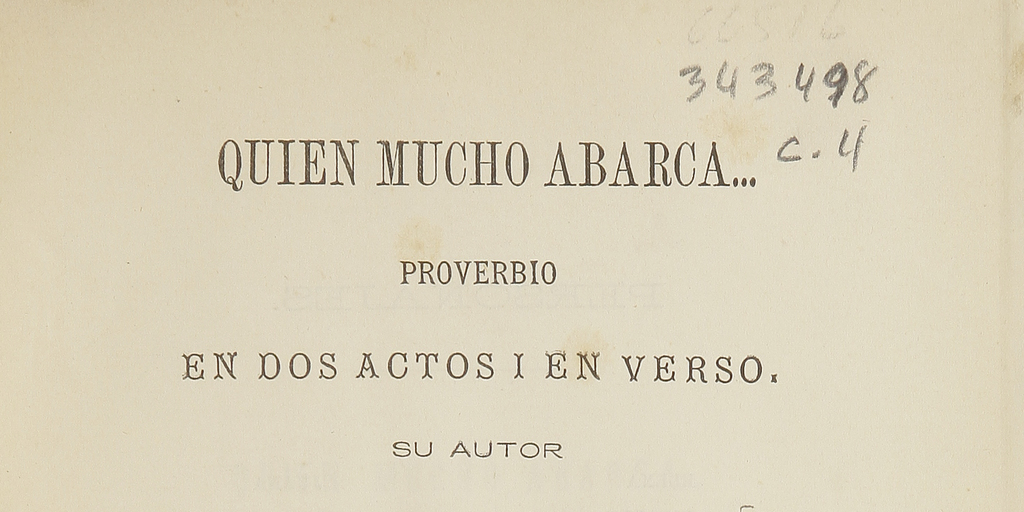 343498
c. 4
QUIEN MUCHO ABARCA...
PROVERBIO
EN DOS ACTOS I EN VERSO.
SU AUTOR